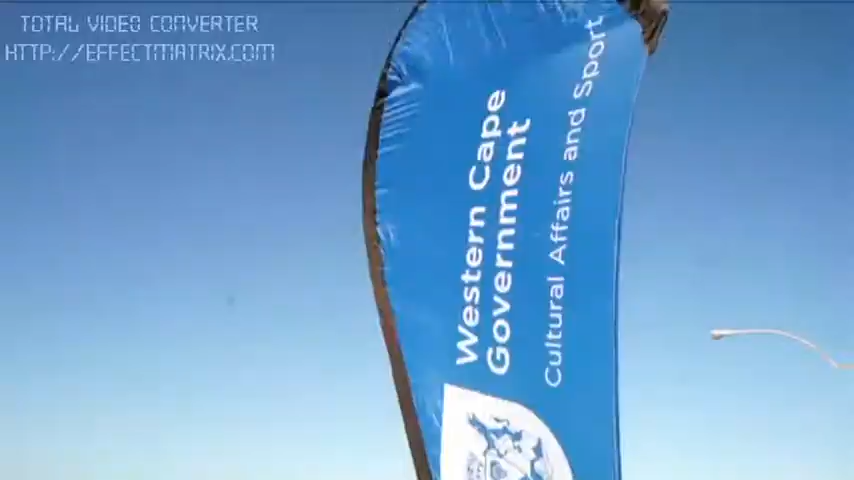 TOTAL VIDEO CONVERTER
HTTP://EFFECTMATRIX.COM
Western Cape
Government
Cultural Affairs and Sport